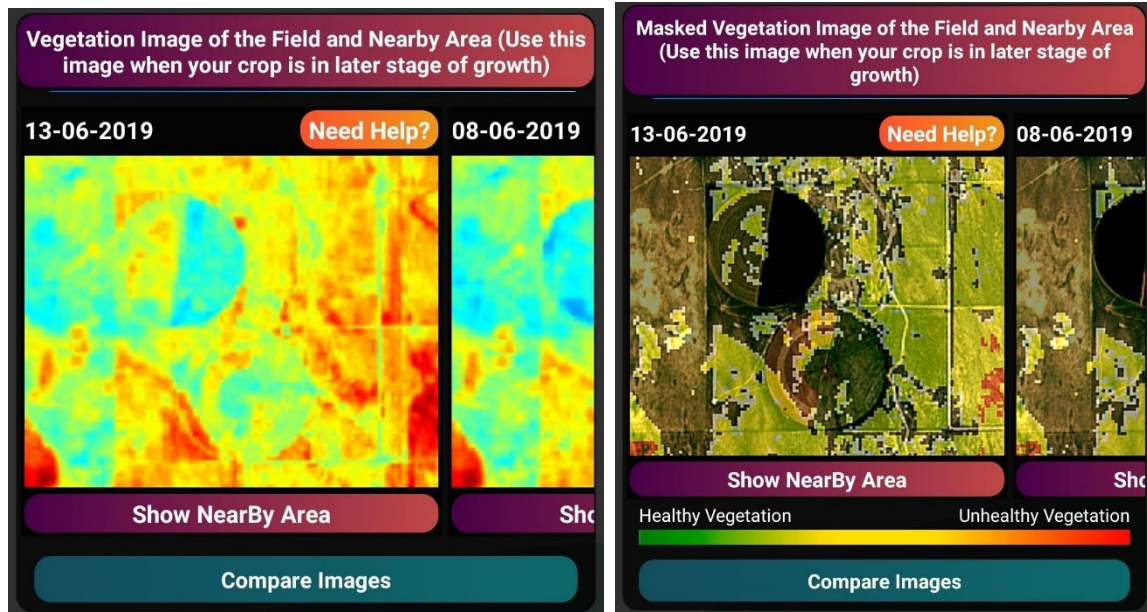 Vegetation Image of the Field and Nearby Area (Use this
image when your crop is in later stage of growth)
13-06-2019
Need Help?
08-06-2019
Show NearBy Area
Compare Images
Masked Vegetation Image of the Field and Nearby Area
(Use this image when your crop is in later stage of
growth)
13-06-2019
Need Help?
08-06-2019
Show NearBy Area
Healthy Vegetation
Unhealthy Vegetation
Compare Images